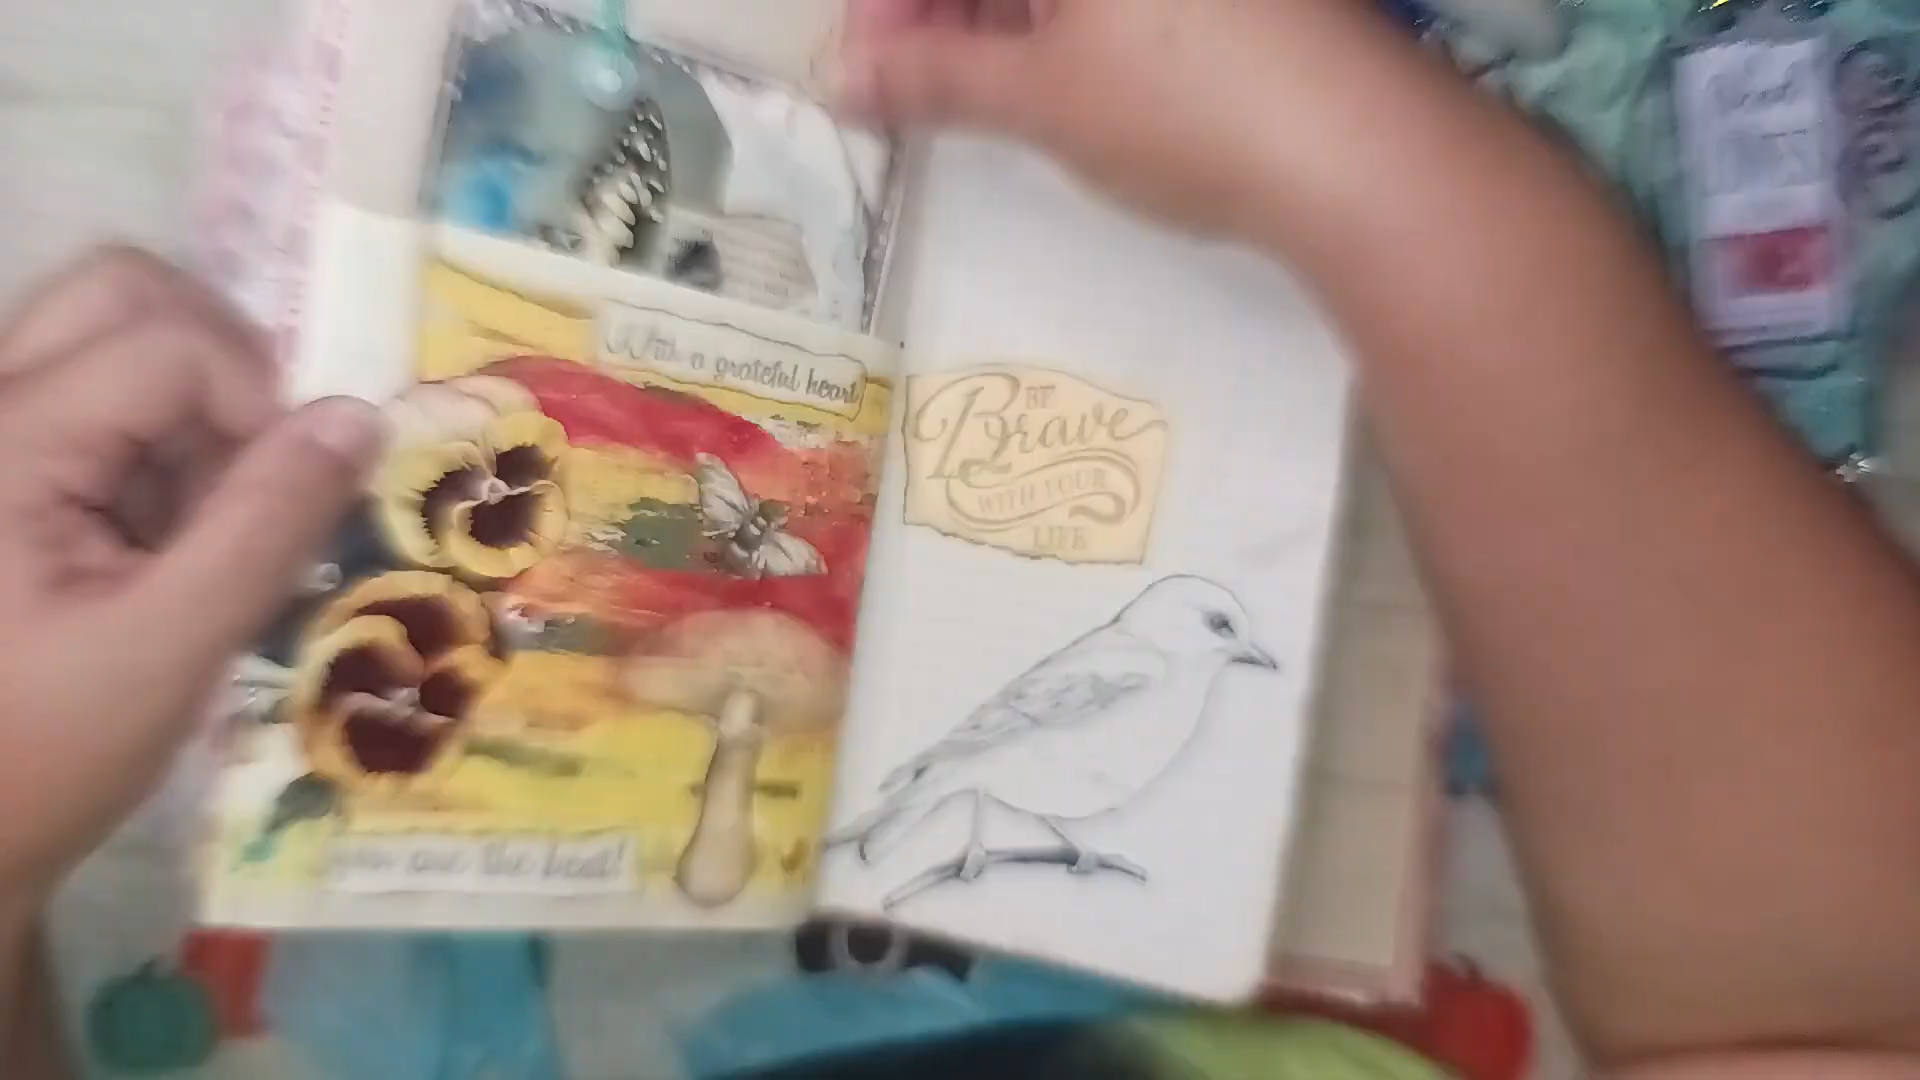 With a grateful heart
you are the best!
BE
Brave
WITH YOUR
LIFE